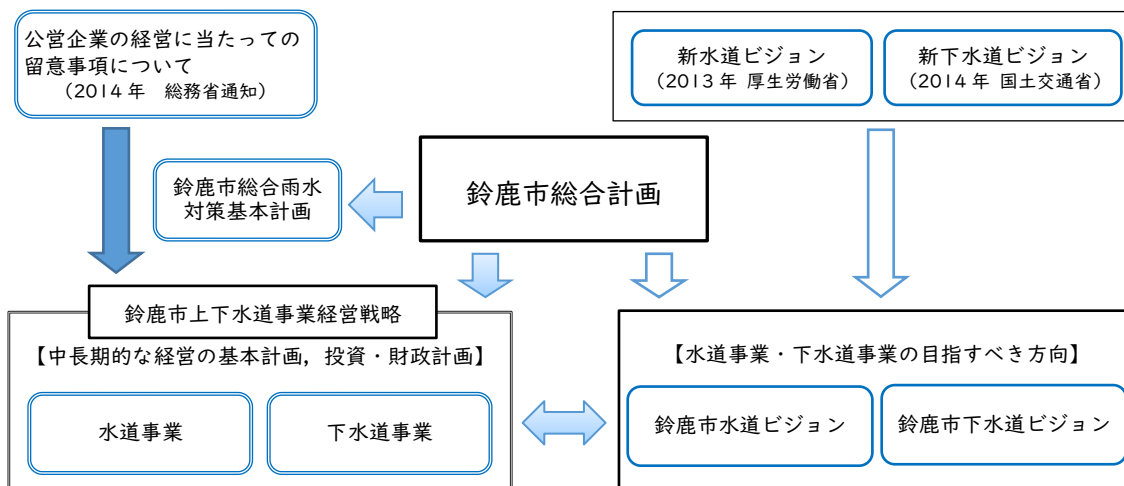 公営企業の経営に当たっての
留意事項について
（2014年　総務省通知）
新水道ビジョン
（2013年 厚生労働省）
新下水道ビジョン
（2014年 国土交通省）
鈴鹿市総合雨水
対策基本計画
鈴鹿市総合計画
鈴鹿市上下水道事業経営戦略
【中長期的な経営の基本計画，投資・財政計画】
水道事業
下水道事業
【水道事業・下水道事業の目指すべき方向】
鈴鹿市水道ビジョン
鈴鹿市下水道ビジョン